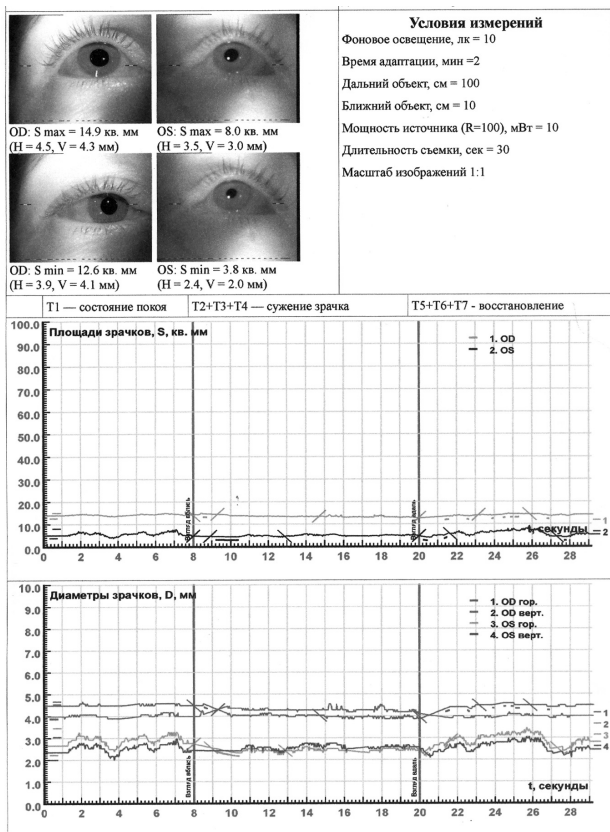 Условия измерений
Фоновое освещение, лк = 10
Время адаптации, мин =2
Дальний объект, см = 100
Ближний объект, см = 10
Мощность источника (R=100), мВт = 10
Длительность съемки, сек = 30
Масштаб изображений 1:1
OD: S max = 14.9 кв. мм
(H = 4.5, V = 4.3 мм)
OS: S max = 8.0 кв. мм
(H = 3.5, V = 3.0 мм)
OD: S min = 12.6 кв. мм
(H = 3.9, V = 4.1 мм)
OS: S min = 3.8 кв. мм
(H = 2.4, V = 2.0 мм)
T1 — состояние покоя
T2+T3+T4 — сужение зрачка
T5+T6+T7 - восстановление
Площади зрачков, S, кв. мм
1. OD
2. OS
100.0
90.0
80.0
70.0
60.0
50.0
40.0
30.0
20.0
10.0
0.0
Взгляд вблизь
Взгляд вдаль
t, секунды
1
2
0 2 4 6 8 10 12 14 16 18 20 22 24 26 28
Диаметры зрачков, D, мм
1. OD гор.
2. OD верт.
3. OS гор.
4. OS верт.
10.0
9.0
8.0
7.0
6.0
5.0
4.0
3.0
2.0
1.0
0.0
Взгляд вблизь
Взгляд вдаль
1
2
3
4
t, секунды
0 2 4 6 8 10 12 14 16 18 20 22 24 26 28